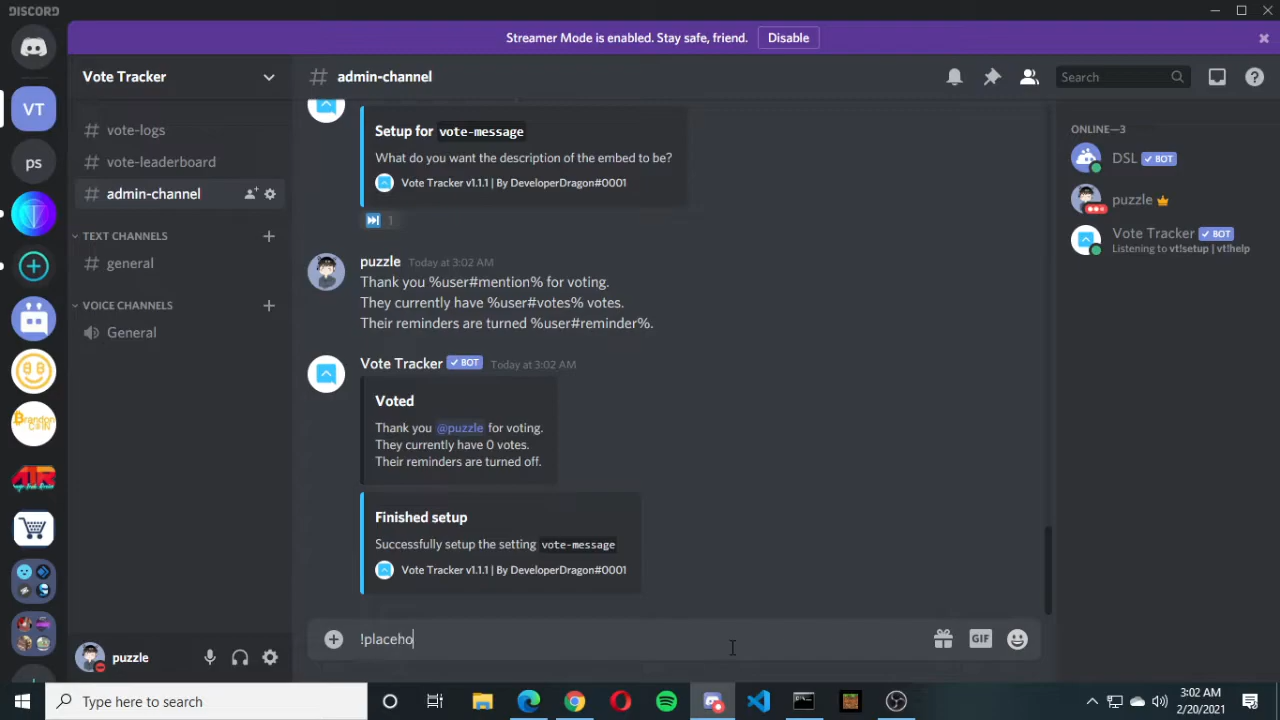 DISCORD
Streamer Mode is enabled. Stay safe, friend.
Disable
Vote Tracker
admin-channel
Search
VT
ps
BrandonCoin
ATR
vote-logs
vote-leaderboard
admin-channel
TEXT CHANNELS
general
VOICE CHANNELS
General
Setup for vote-message
What do you want the description of the embed to be?
Vote Tracker v1.1.1 | By DeveloperDragon#0001
1
puzzle Today at 3:02 AM
Thank you %user#mention% for voting.
They currently have %user#votes% votes.
Their reminders are turned %user#reminder%.
Vote Tracker BOT Today at 3:02 AM
Voted
Thank you @puzzle for voting.
They currently have 0 votes.
Their reminders are turned off.
Finished setup
Successfully setup the setting vote-message
Vote Tracker v1.1.1 | By DeveloperDragon#0001
!placeho
GIF
ONLINE—3
DSL BOT
puzzle
Vote Tracker BOT
Listening to vt!setup | vt!help
puzzle
Type here to search
3:02 AM
2/20/2021